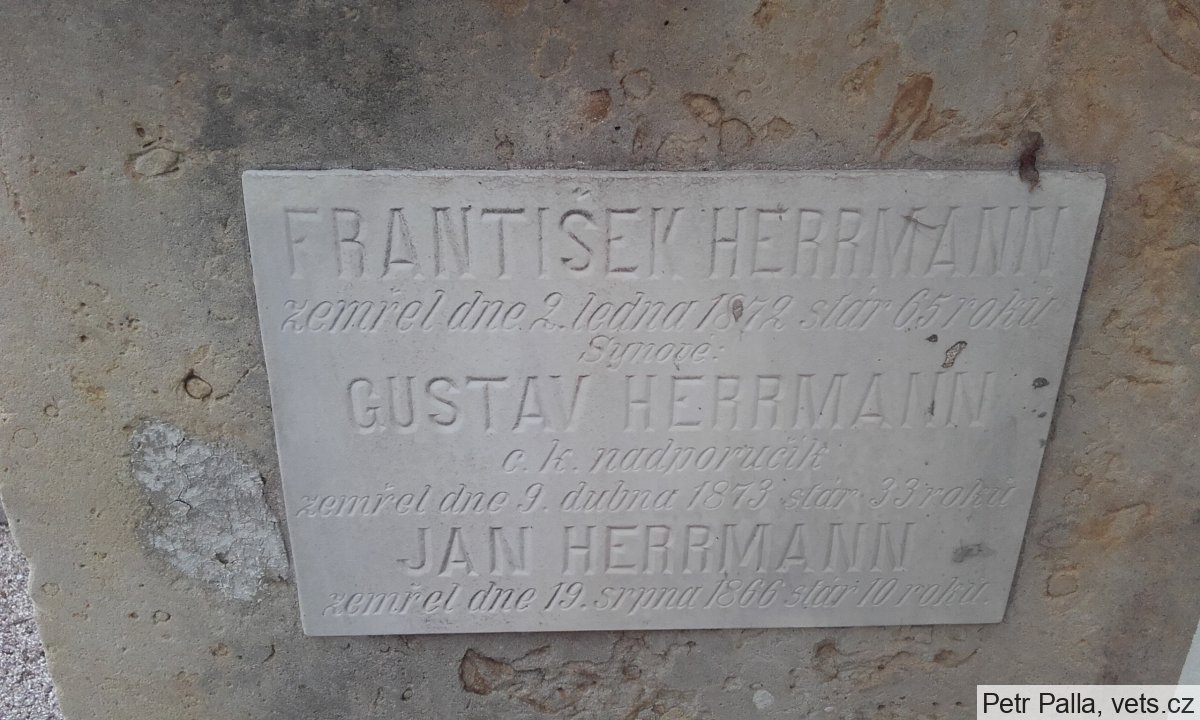 FRANTIŠEK HERRMANN
zemřel dne 2. ledna 1872 stár 65 roků
Synové:
GUSTAV HERRMANN
c. k. nadporučík
zemřel dne 9. dubna 1873 stár 33 roků
JAN HERRMANN
zemřel dne 19. srpna 1866 stár 10 roků.
Petr Palla, vets.cz